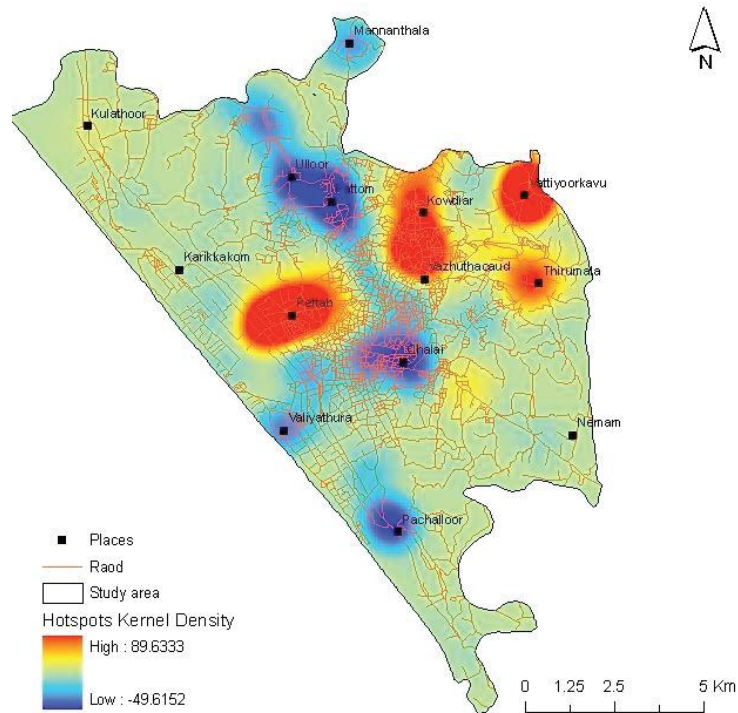 Mannanthala
N
Kulathoor
Ulloor
attom
Kowdiar
attiyoorkavu
Karikkakom
azhuthacaud
Thirumala
Pettah
Chalai
Valiyathura
Nemam
Pachalloor
Places
Raod
Study area
Hotspots Kernel Density
High : 89.6333
Low : -49.6152
0 1.25 2.5 5 Km